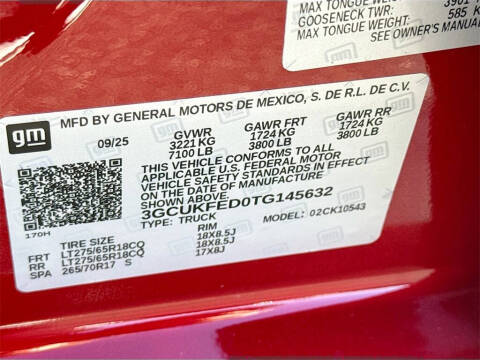 MAX TONGUE WEIGHT:
GOOSENECK TWR: 585 K
MAX TONGUE WEIGHT:
SEE OWNER'S MANUAL
gm
MFD BY GENERAL MOTORS DE MEXICO, S. DE R.L. DE C.V.
09/25 GVWR GAWR FRT GAWR RR
3221 KG 1724 KG 1724 KG
7100 LB 3800 LB 3800 LB
THIS VEHICLE CONFORMS TO ALL
APPLICABLE U.S. FEDERAL MOTOR
VEHICLE SAFETY STANDARDS IN EFFECT
ON THE DATE OF MANUFACTURE
SHOWN ABOVE
3GCUKFED0TG145632
170H TYPE: TRUCK MODEL: 02CK10543
TIRE SIZE RIM
FRT LT275/65R18CQ 18X8.5J
RR LT275/65R18CQ 18X8.5J
SPA 265/70R17 S 17X8J